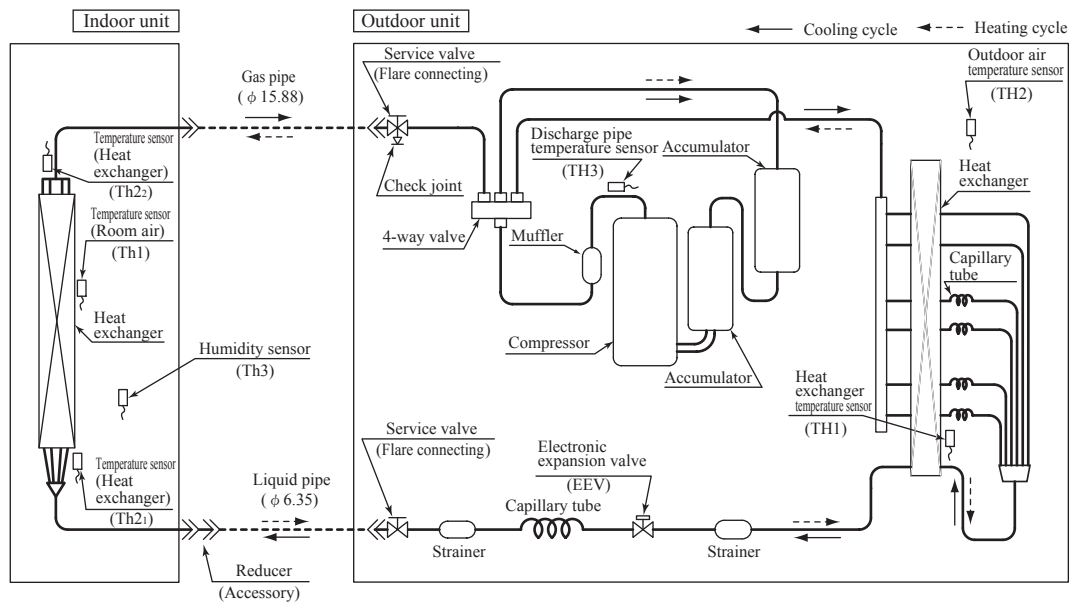 Indoor unit
Outdoor unit
Cooling cycle
Heating cycle
Service valve
(Flare connecting)
Outdoor air
temperature sensor
(TH2)
Gas pipe
( φ 15.88)
Temperature sensor
(Heat
exchanger)
(Th2₂)
Discharge pipe
temperature sensor
(TH3)
Accumulator
Check joint
Heat
exchanger
Temperature sensor
(Room air)
(Th1)
4-way valve
Muffler
Capillary
tube
Heat
exchanger
Compressor
Humidity sensor
(Th3)
Accumulator
Heat
exchanger
temperature sensor
(TH1)
Service valve
(Flare connecting)
Electronic
expansion valve
(EEV)
Temperature sensor
(Heat
exchanger)
(Th2₁)
Liquid pipe
( φ 6.35)
Capillary tube
Strainer
Strainer
Reducer
(Accessory)